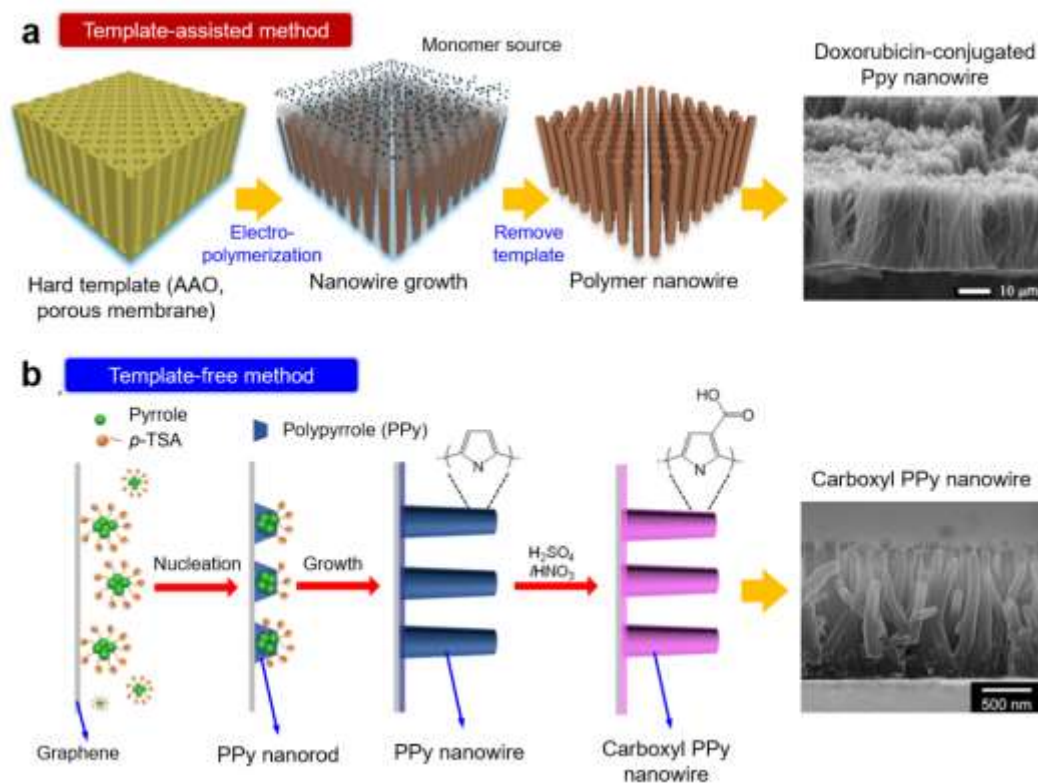 a
Template-assisted method
Monomer source
Doxorubicin-conjugated
Ppy nanowire
Electro-
polymerization
Remove
template
Hard template (AAO,
porous membrane)
Nanowire growth
Polymer nanowire
10 μm
b
Template-free method
Pyrrole
p-TSA
Polypyrrole (PPy)
N
HO
O
N
Carboxyl PPy nanowire
Nucleation
Growth
H2SO4
/HNO3
500 nm
Graphene
PPy nanorod
PPy nanowire
Carboxyl PPy
nanowire